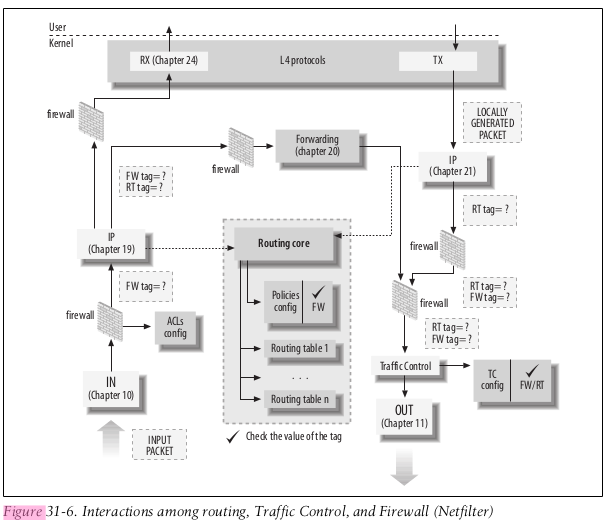 User
Kernel
RX (Chapter 24)
L4 protocols
TX
firewall
LOCALLY
GENERATED
PACKET
firewall
Forwarding
(chapter 20)
IP
(Chapter 21)
FW tag= ?
RT tag= ?
RT tag= ?
IP
(Chapter 19)
Routing core
firewall
FW tag= ?
Policies
config
FW
RT tag= ?
FW tag= ?
firewall
firewall
ACLs
config
RT tag= ?
FW tag= ?
Routing table 1
. . .
Traffic Control
TC
config
FW/RT
IN
(Chapter 10)
Routing table n
OUT
(Chapter 11)
INPUT
PACKET
Check the value of the tag
Figure 31-6. Interactions among routing, Traffic Control, and Firewall (Netfilter)